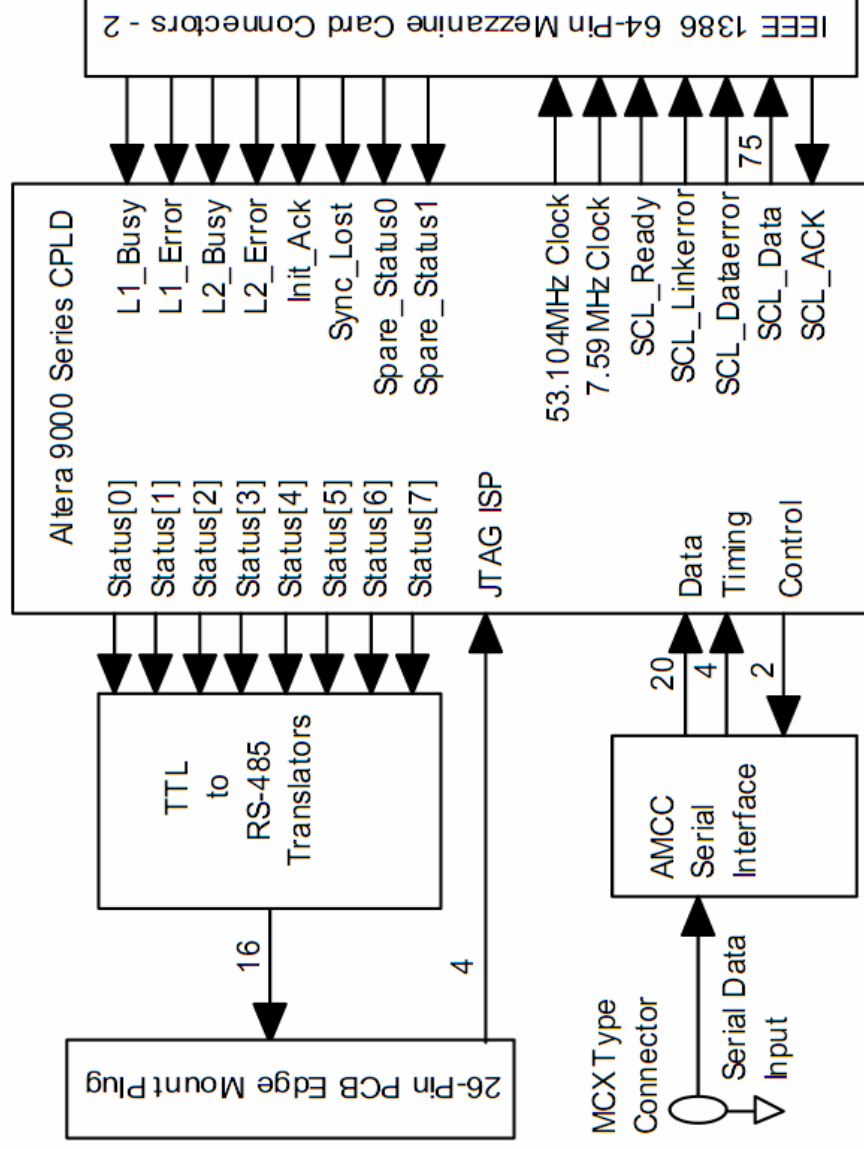 Altera 9000 Series CPLD
26-Pin PCB Edge Mount Plug
16
4
TTL
to
RS-485
Translators
Status[0]
Status[1]
Status[2]
Status[3]
Status[4]
Status[5]
Status[6]
Status[7]
JTAG ISP
L1_Busy
L1_Error
L2_Busy
L2_Error
Init_Ack
Sync_Lost
Spare_Status0
Spare_Status1
MCX Type
Connector
Serial Data
Input
AMCC
Serial
Interface
20
4
2
Data
Timing
Control
53.104MHz Clock
7.59 MHz Clock
SCL_Ready
SCL_Linkerror
SCL_Dataerror
SCL_Data
SCL_ACK
75
IEEE 1386 64-Pin Mezzanine Card Connectors - 2